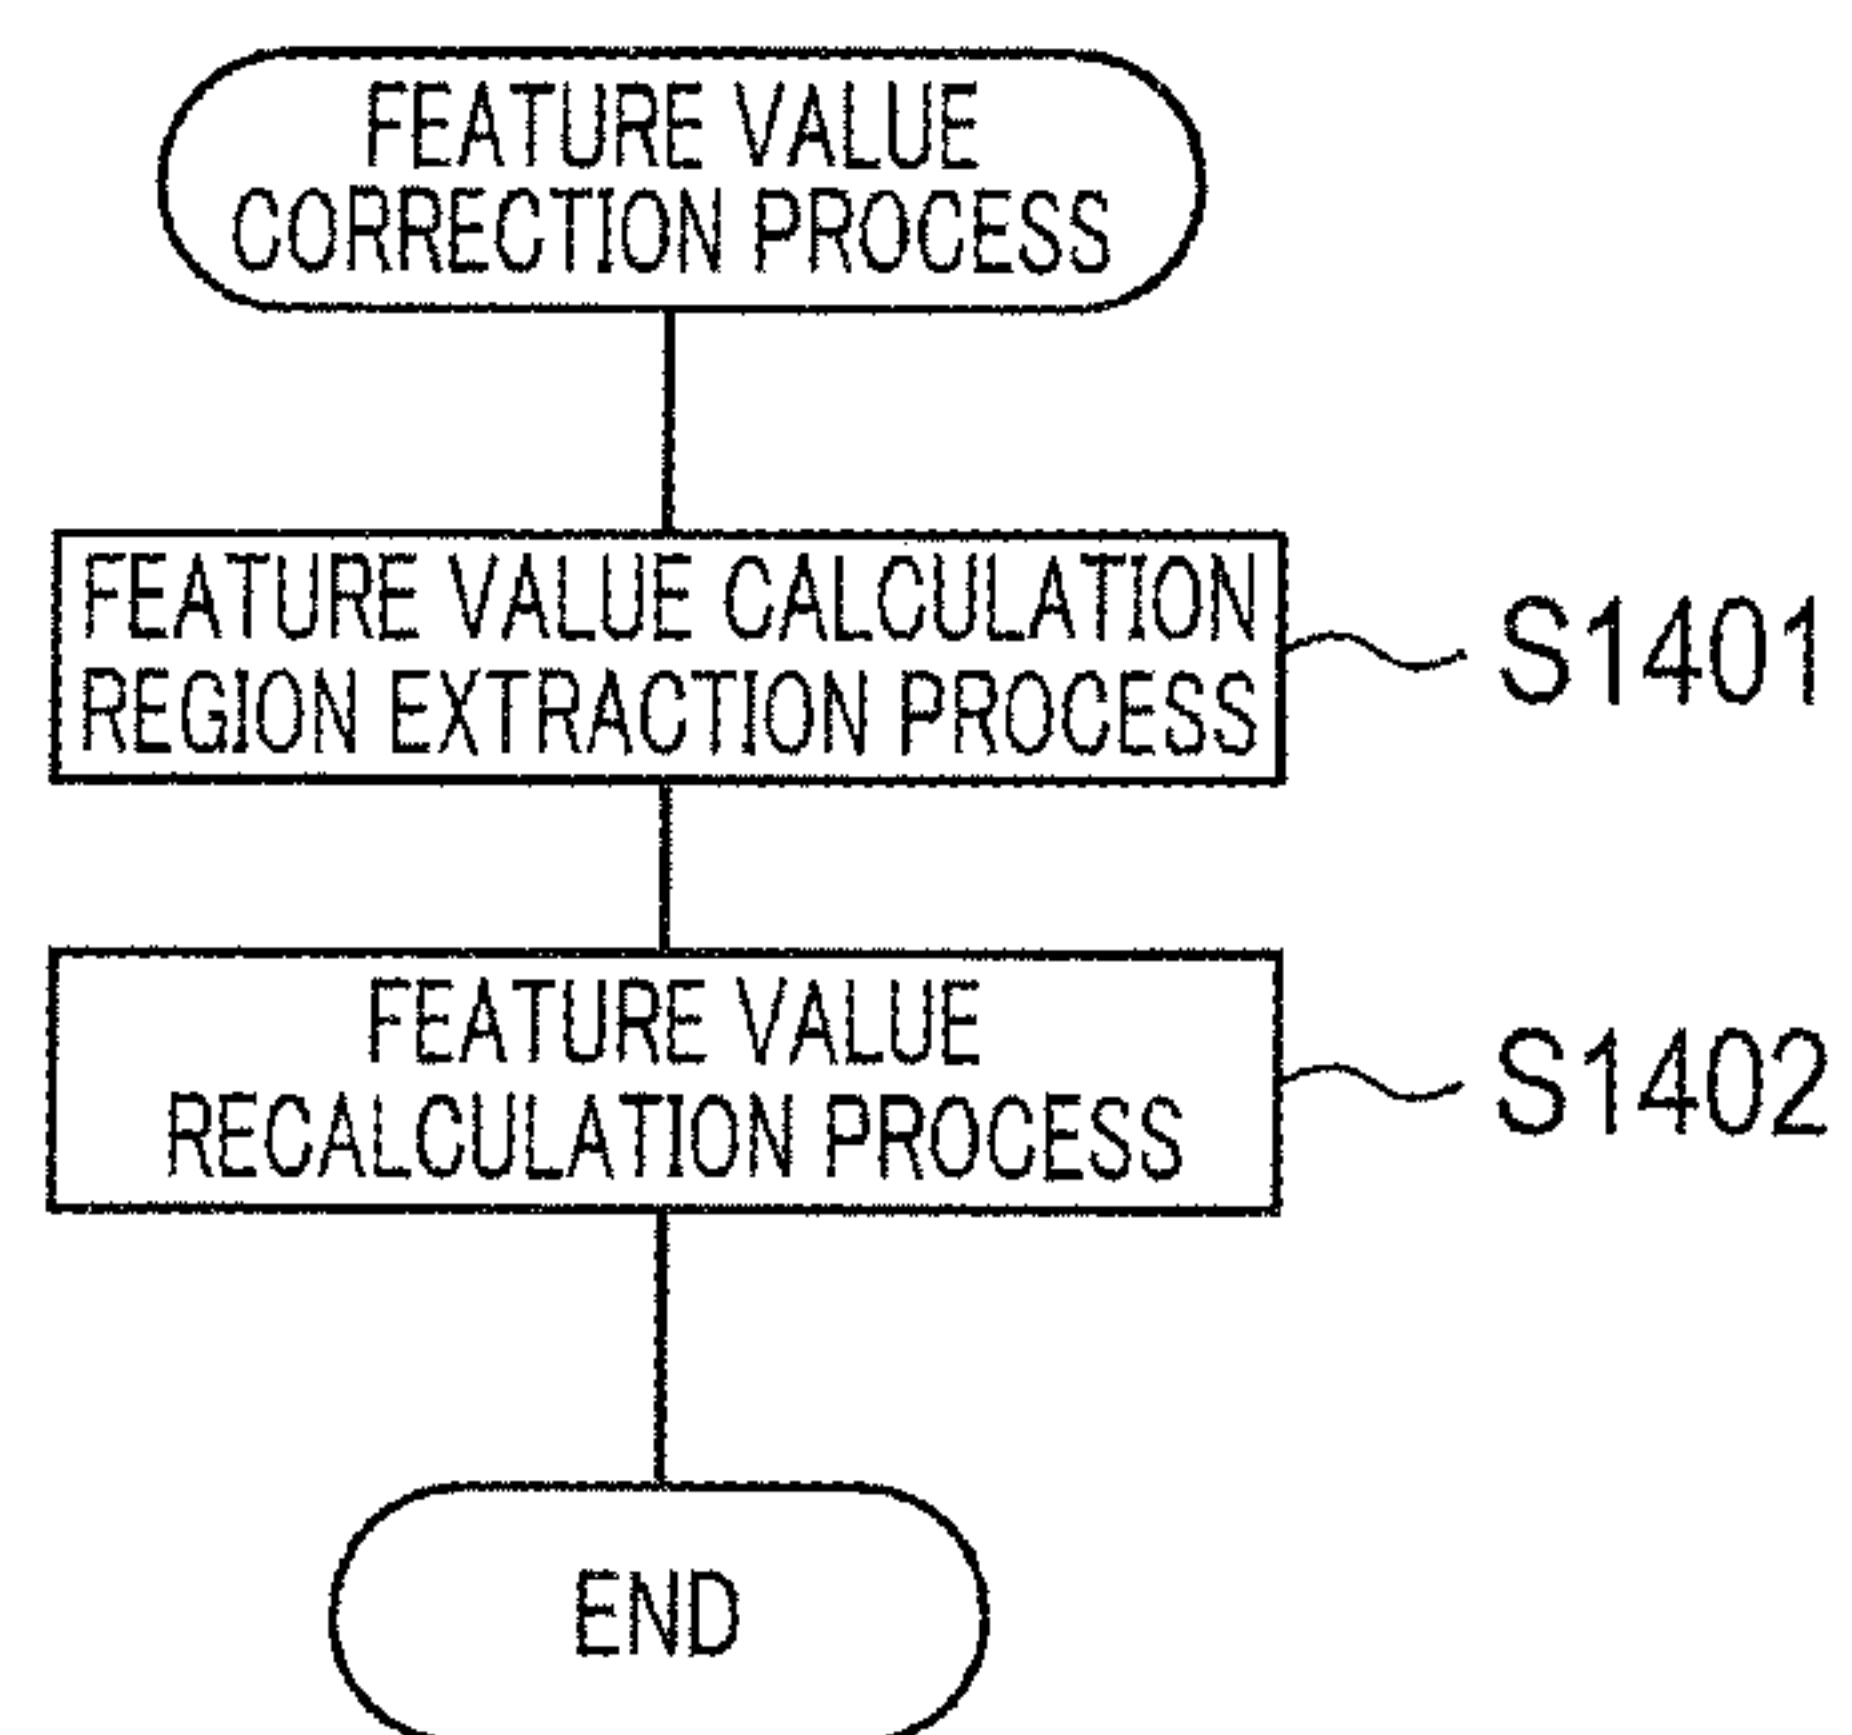 FEATURE VALUE
CORRECTION PROCESS
FEATURE VALUE CALCULATION
REGION EXTRACTION PROCESS
S1401
FEATURE VALUE
RECALCULATION PROCESS
S1402
END